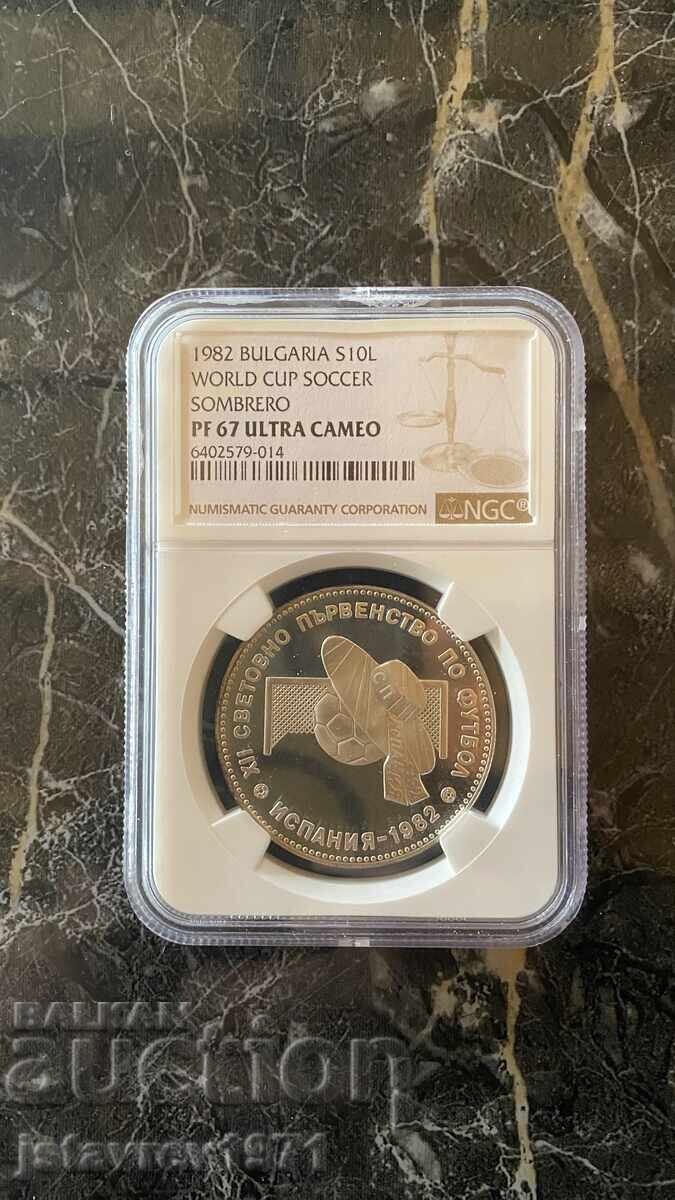 1982 BULGARIA S10L
WORLD CUP SOCCER
SOMBRERO
PF 67 ULTRA CAMEO
6402579-014
NUMISMATIC GUARANTY CORPORATION
NGC®
XII СВЕТОВНО ПЪРВЕНСТВО ПО ФУТБОЛ
ИСПАНИЯ-1982
BALKAN
auction
jstavrev1971